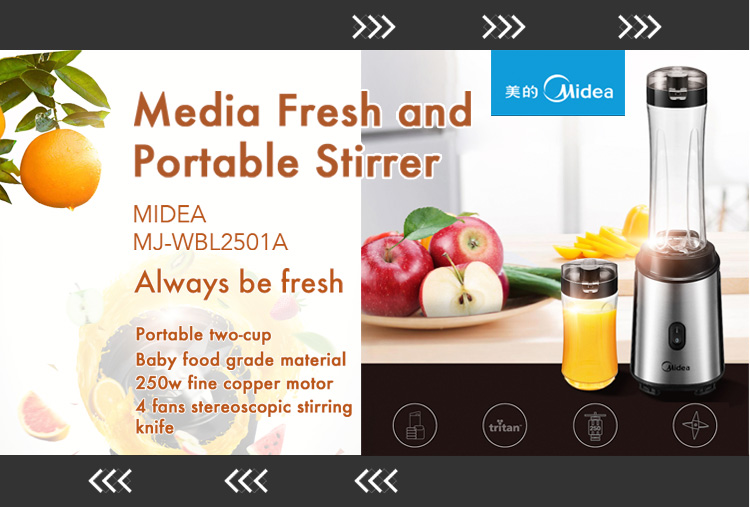 Media Fresh and
Portable Stirrer
美的 Midea
MIDEA
MJ-WBL2501A
Always be fresh
Portable two-cup
Baby food grade material
250w fine copper motor
4 fans stereoscopic stirring
knife
Midea
tritan
250